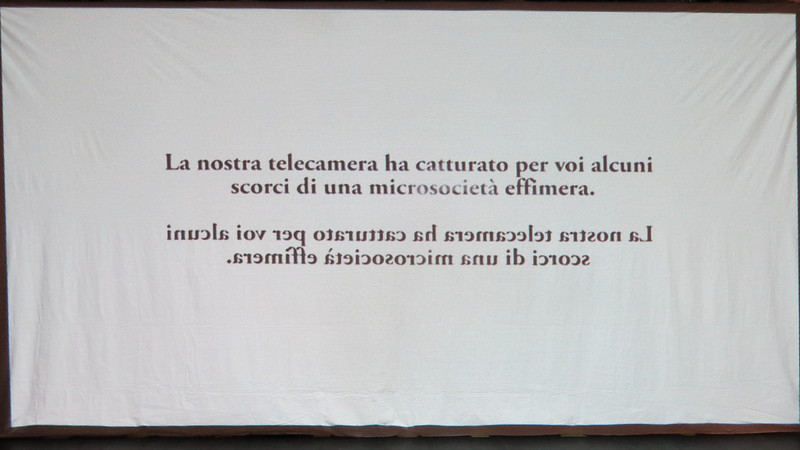 La nostra telecamera ha catturato per voi alcuni
scorci di una microsocietà effimera.
La nostra telecamera ha catturato per voi alcuni
scorci di una microsocietà effimera.